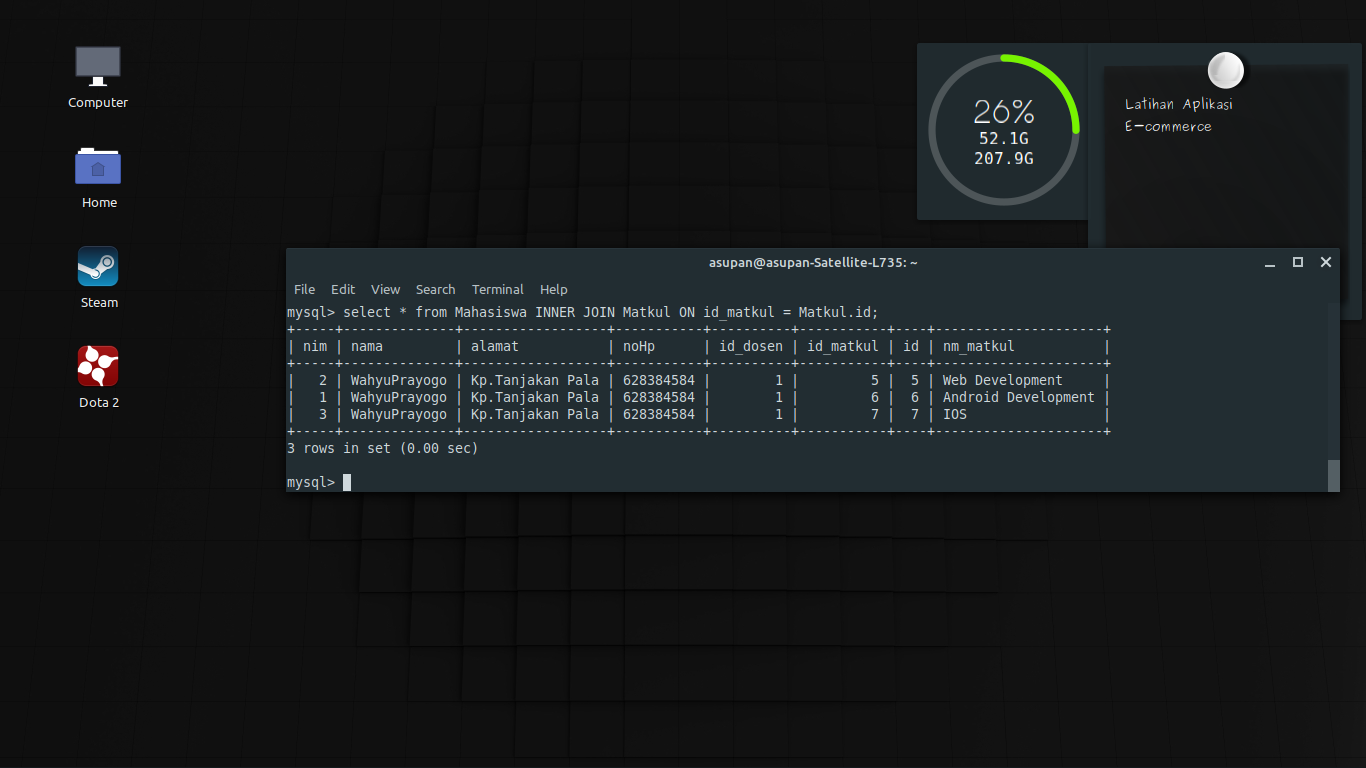 Computer
Home
Steam
Dota 2
26%
52.1G
207.9G
Latihan Aplikasi
E-commerce
asupan@asupan-Satellite-L735: ~
File Edit View Search Terminal Help
mysql> select * from Mahasiswa INNER JOIN Matkul ON id_matkul = Matkul.id;
+-----+--------------+------------------+-----------+----------+-----------+----+---------------------+
| nim | nama         | alamat           | noHp      | id_dosen | id_matkul | id | nm_matkul           |
+-----+--------------+------------------+-----------+----------+-----------+----+---------------------+
|   2 | WahyuPrayogo | Kp.Tanjakan Pala | 628384584 |        1 |         5 |  5 | Web Development     |
|   1 | WahyuPrayogo | Kp.Tanjakan Pala | 628384584 |        1 |         6 |  6 | Android Development |
|   3 | WahyuPrayogo | Kp.Tanjakan Pala | 628384584 |        1 |         7 |  7 | IOS                 |
+-----+--------------+------------------+-----------+----------+-----------+----+---------------------+
3 rows in set (0.00 sec)
mysql>